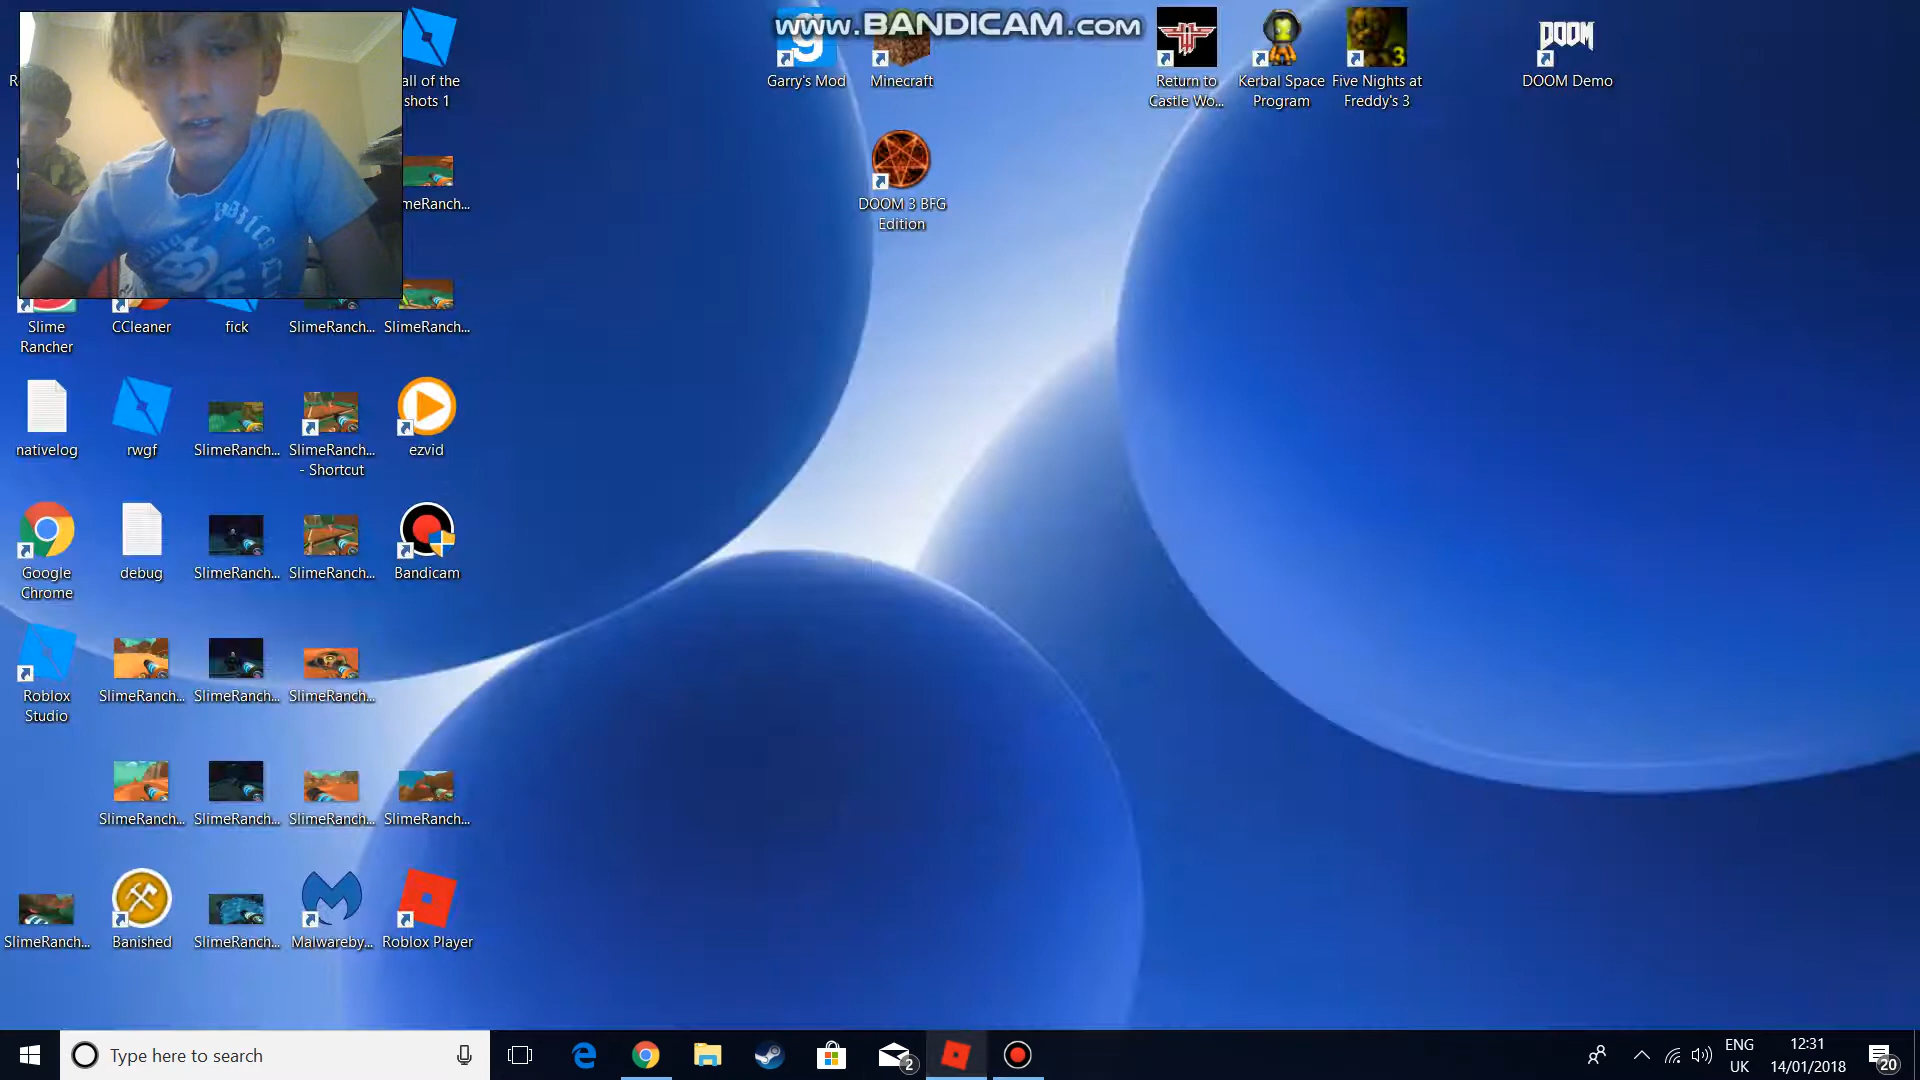 www.BANDICAM.com
all of the
shots 1
Garry's Mod
Minecraft
Return to
Castle Wo...
Kerbal Space
Program
Five Nights at
Freddy's 3
3
DOOM
DOOM Demo
meRanch...
DOOM 3 BFG
Edition
Slime
Rancher
CCleaner
fick
SlimeRanch...
SlimeRanch...
nativelog
rwgf
SlimeRanch...
SlimeRanch...
- Shortcut
ezvid
Google
Chrome
debug
SlimeRanch...
SlimeRanch...
Bandicam
Roblox
Studio
SlimeRanch...
SlimeRanch...
SlimeRanch...
SlimeRanch...
SlimeRanch...
SlimeRanch...
SlimeRanch...
SlimeRanch...
Banished
SlimeRanch...
Malwareby...
Roblox Player
Type here to search
2
ENG
UK
12:31
14/01/2018
20